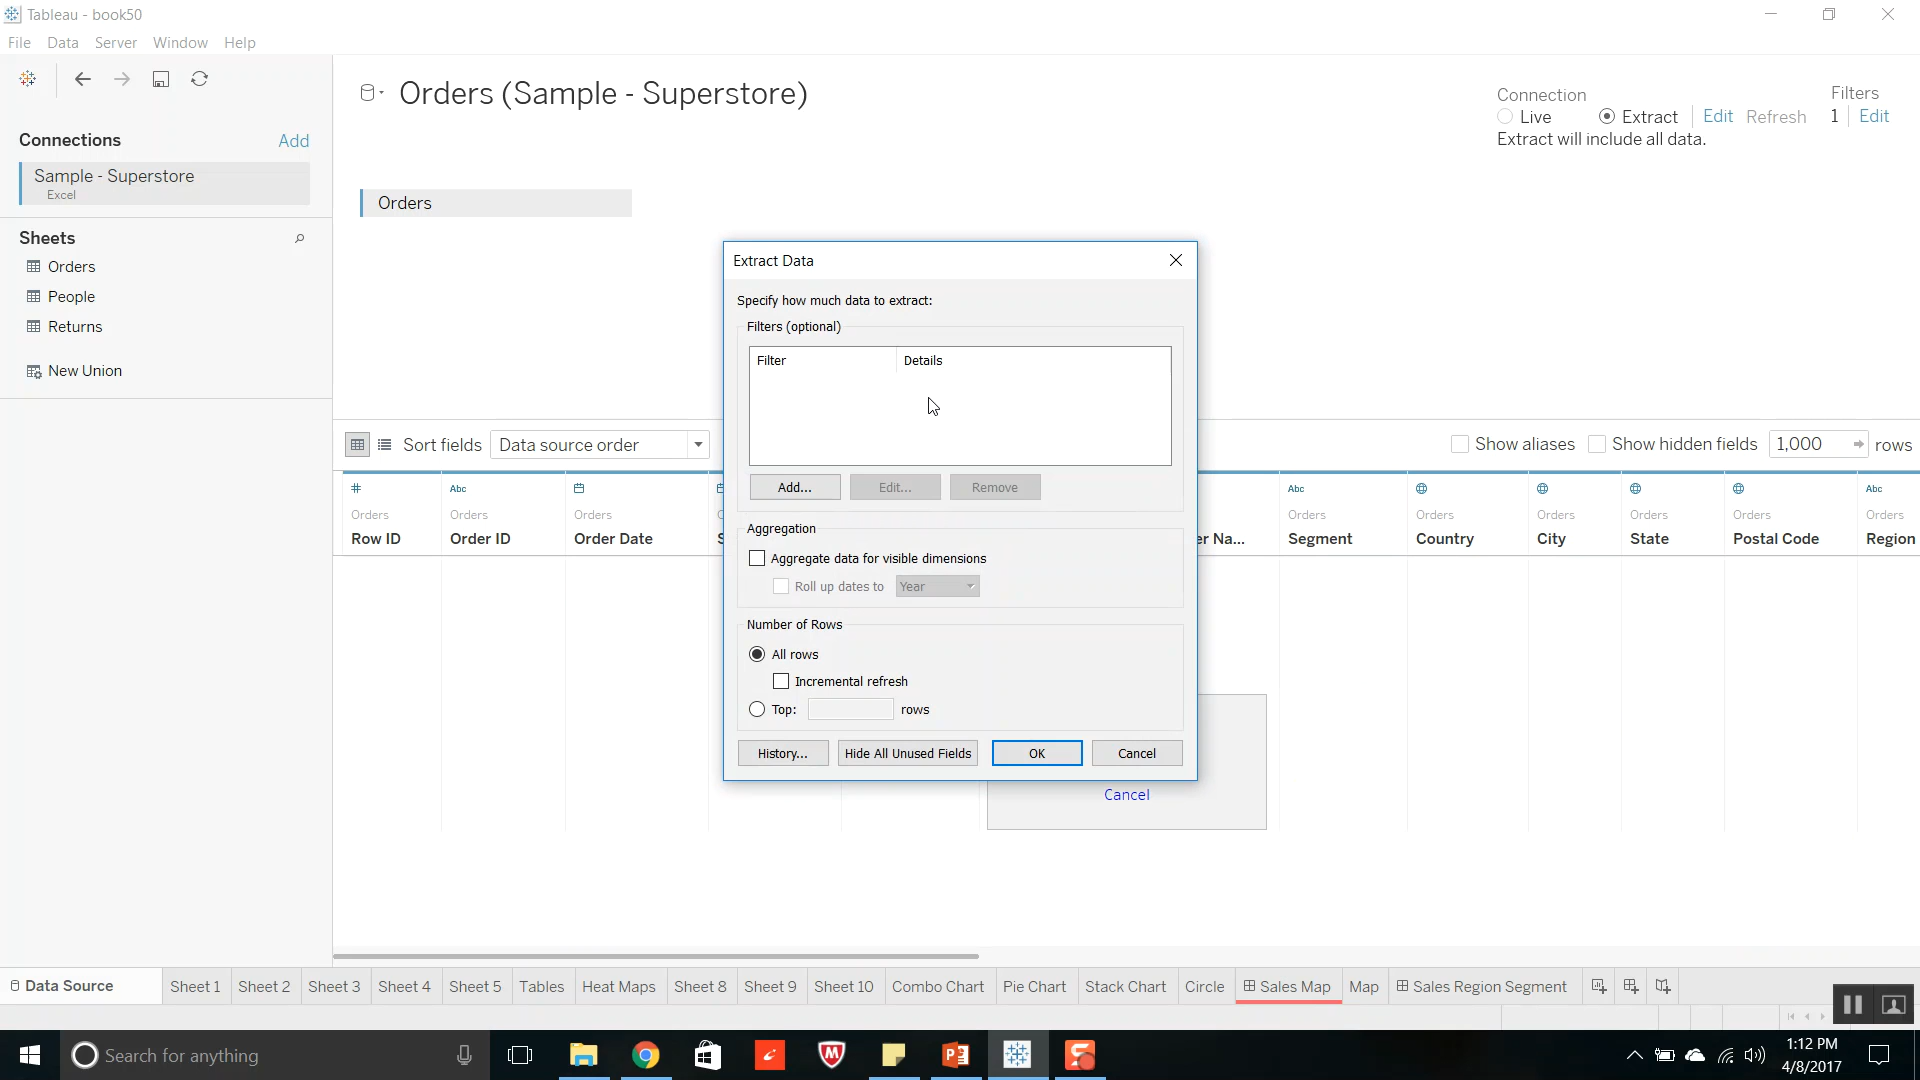 Tableau - book50
File Data Server Window Help
Orders (Sample - Superstore)
Connection
Live Extract Edit Refresh
Extract will include all data.
Filters
1 Edit
Connections Add
Sample - Superstore
Excel
Orders
Sheets
Orders
People
Returns
New Union
Extract Data
Specify how much data to extract:
Filters (optional)
Filter Details
Add... Edit... Remove
Aggregation
Aggregate data for visible dimensions
Roll up dates to Year
Number of Rows
All rows
Incremental refresh
Top: rows
History... Hide All Unused Fields OK Cancel
Cancel
Sort fields Data source order
Show aliases Show hidden fields 1,000 rows
Abc Abc Abc
Orders Orders Orders Orders Orders Orders Orders Orders Orders
Row ID Order ID Order Date er Na... Segment Country City State Postal Code Region
Data Source Sheet 1 Sheet 2 Sheet 3 Sheet 4 Sheet 5 Tables Heat Maps Sheet 8 Sheet 9 Sheet 10 Combo Chart Pie Chart Stack Chart Circle Sales Map Map Sales Region Segment
Search for anything
1:12 PM
4/8/2017